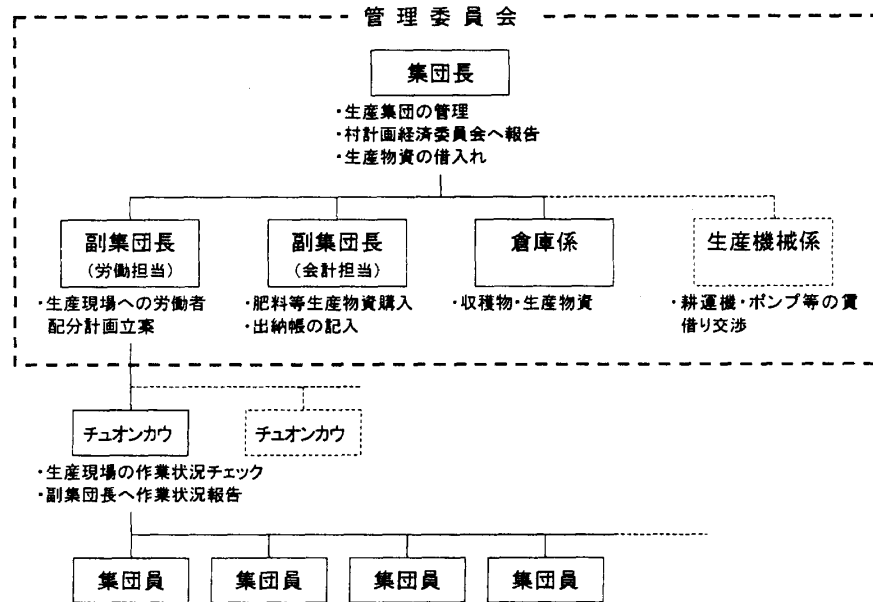 管理委員会
集団長
・生産集団の管理
・村計画経済委員会へ報告
・生産物資の借入れ
副集団長
(労働担当)
・生産現場への労働者
配分計画立案
副集団長
(会計担当)
・肥料等生産物資購入
・出納帳の記入
倉庫係
・収穫物・生産物資
生産機械係
・耕運機・ポンプ等の賃
借り交渉
チュオンカウ
チュオンカウ
・生産現場の作業状況チェック
・副集団長へ作業状況報告
集団員
集団員
集団員
集団員